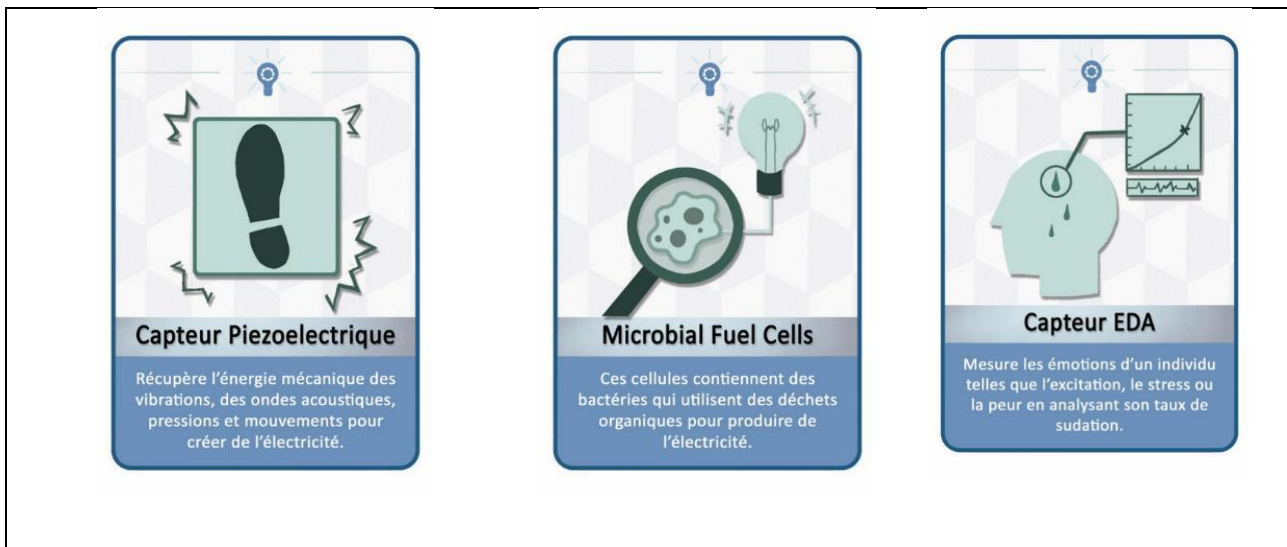 Capteur Piezoelectrique
Récupère l’énergie mécanique des
vibrations, des ondes acoustiques,
pressions et mouvements pour
créer de l’électricité.
Microbial Fuel Cells
Ces cellules contiennent des
bactéries qui utilisent des déchets
organiques pour produire de
l’électricité.
Capteur EDA
Mesure les émotions d’un individu
telles que l’excitation, le stress ou
la peur en analysant son taux de
sudation.